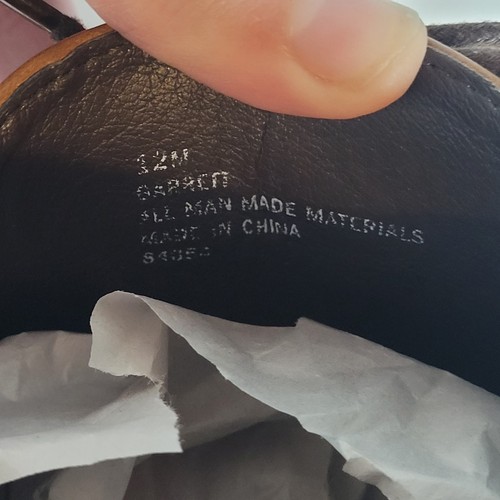 12M
GARRETT
ALL MAN MADE MATERIALS
MADE IN CHINA